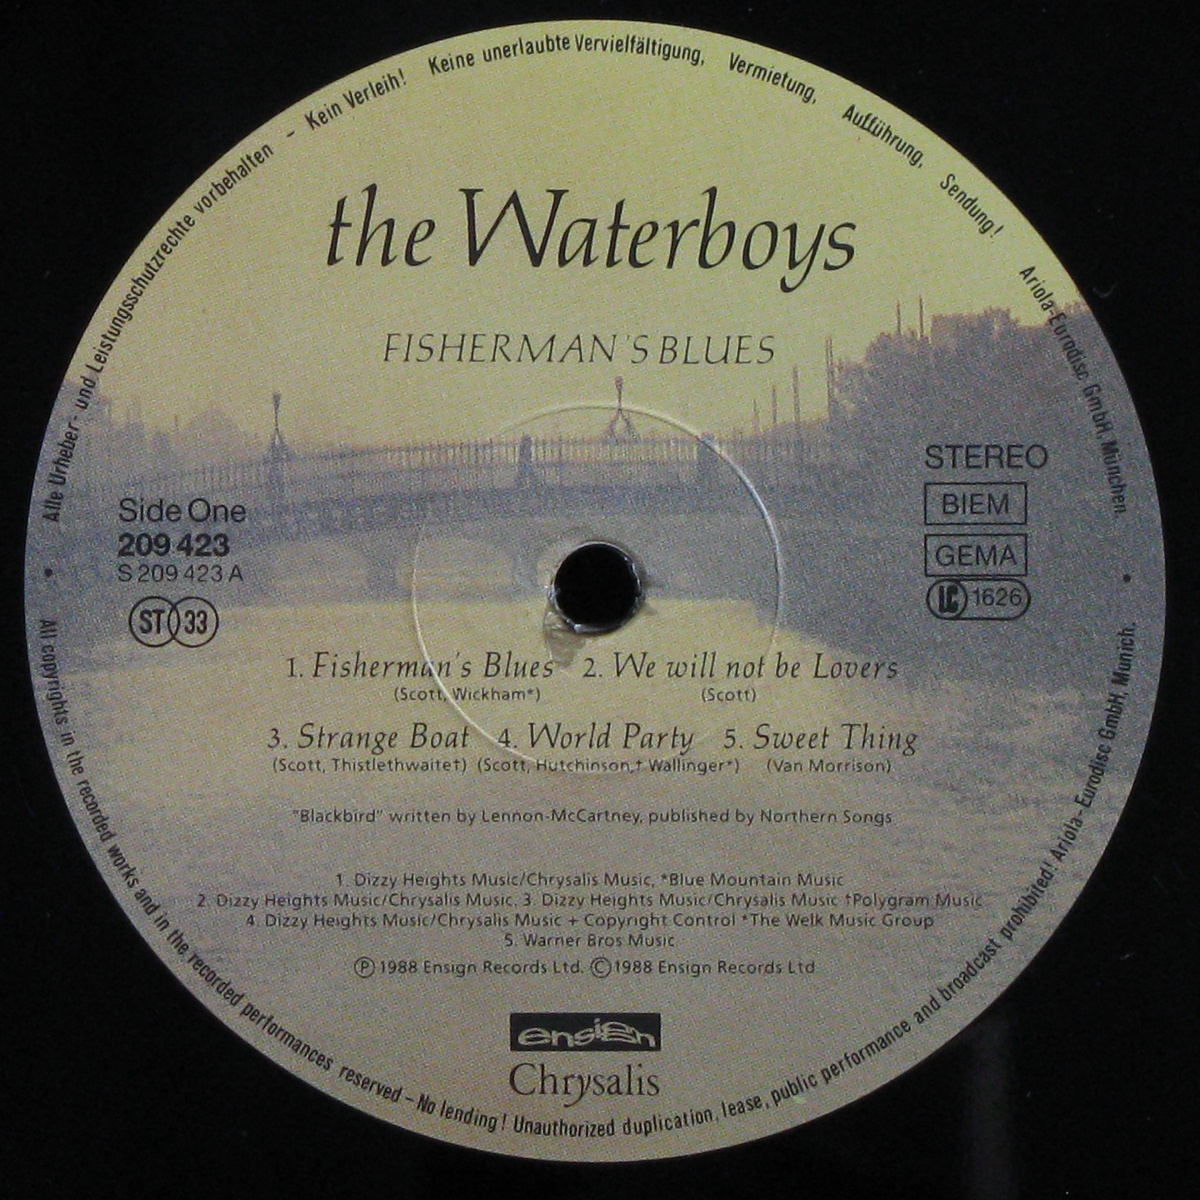 Alle Urheber- und Leistungsschutzrechte vorbehalten - Kein Verleih! Keine unerlaubte Vervielfältigung, Vermietung, Aufführung, Sendung! Ariola-Eurodisc GmbH, München.
the Waterboys
FISHERMAN'S BLUES
Side One
209 423
S 209 423 A
ST 33
STEREO
BIEM
GEMA
LC 1626
1. Fisherman's Blues 2. We will not be Lovers
(Scott, Wickham*) (Scott)
3. Strange Boat 4. World Party 5. Sweet Thing
(Scott, Thistlethwaite†) (Scott, Hutchinson,† Wallinger*) (Van Morrison)
"Blackbird" written by Lennon-McCartney, published by Northern Songs
1. Dizzy Heights Music/Chrysalis Music, *Blue Mountain Music
2. Dizzy Heights Music/Chrysalis Music. 3. Dizzy Heights Music/Chrysalis Music †Polygram Music
4. Dizzy Heights Music/Chrysalis Music + Copyright Control *The Welk Music Group
5. Warner Bros Music
Ⓟ 1988 Ensign Records Ltd. © 1988 Ensign Records Ltd
ensign
Chrysalis
All copyrights in the recorded works and in the recorded performances reserved - No lending! Unauthorized duplication, lease, public performance and broadcast prohibited! Ariola-Eurodisc GmbH, Munich.